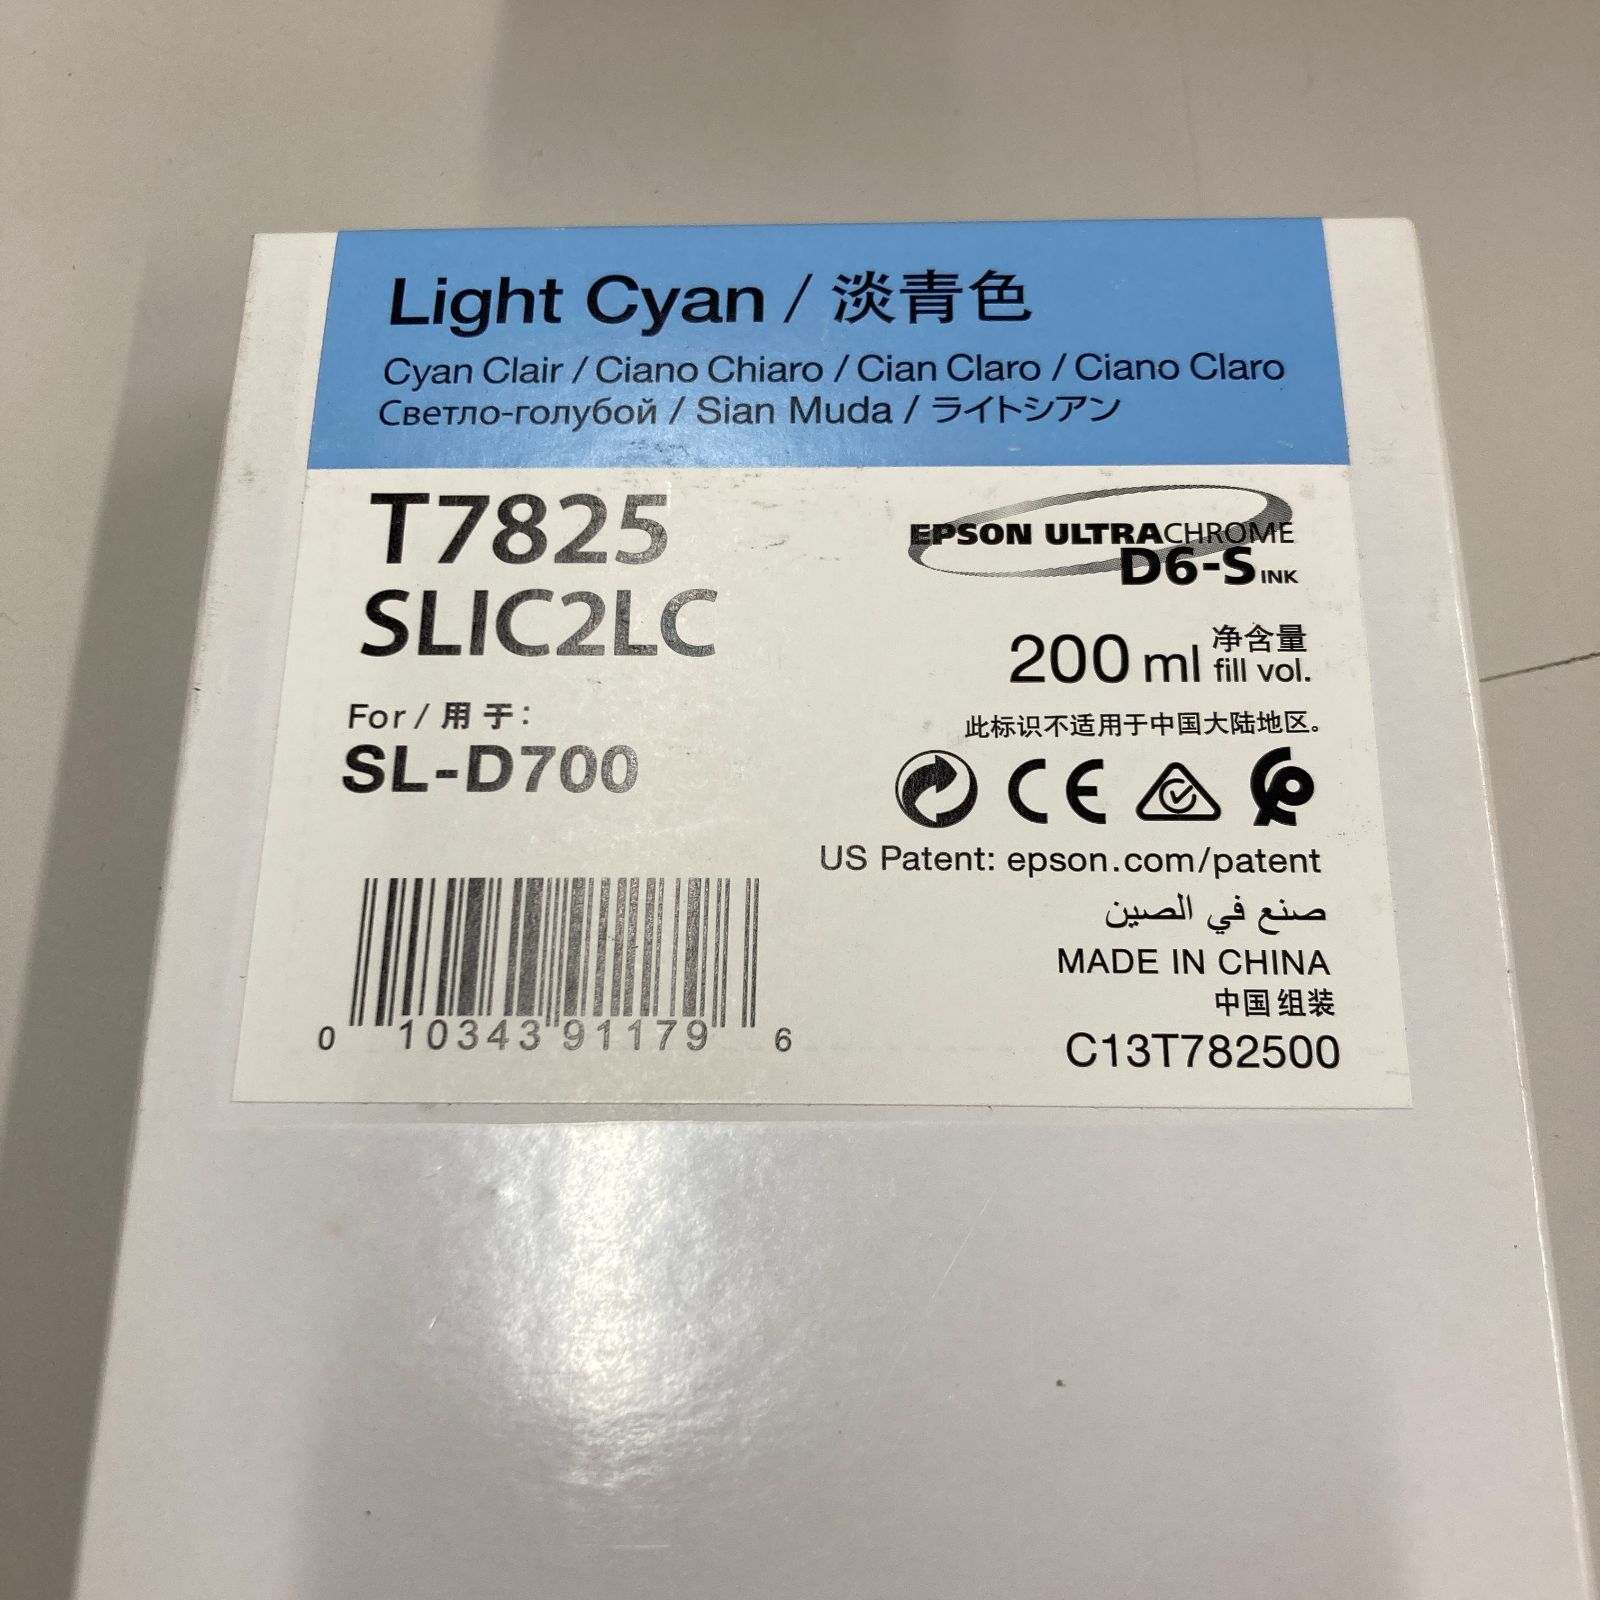 Light Cyan / 淡青色
Cyan Clair / Ciano Chiaro / Cian Claro / Ciano Claro
Светло-голубой / Sian Muda / ライトシアン
T7825
SLIC2LC
For / 用于:
SL-D700
EPSON ULTRACHROME
D6-S INK
200 ml 净含量
fill vol.
此标识不适用于中国大陆地区。
CE
US Patent: epson.com/patent
صنع في الصين
MADE IN CHINA
中国组装
C13T782500
0 10343 91179 6